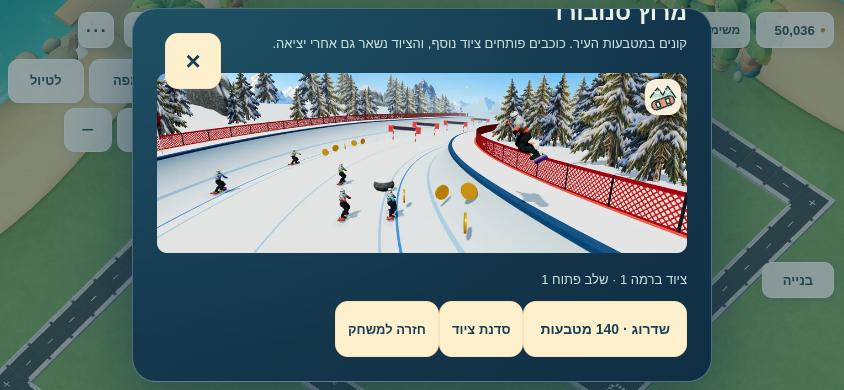 מרוץ סנובורד
קונים במטבעות העיר. כוכבים פותחים ציוד נוסף, והציוד נשאר גם אחרי יציאה.
×
ציוד ברמה 1 · שלב פתוח 1
שדרוג · 140 מטבעות
סדנת ציוד
חזרה למשחק
50,036
משימ
...
מפה
לטיול
−
בנייה